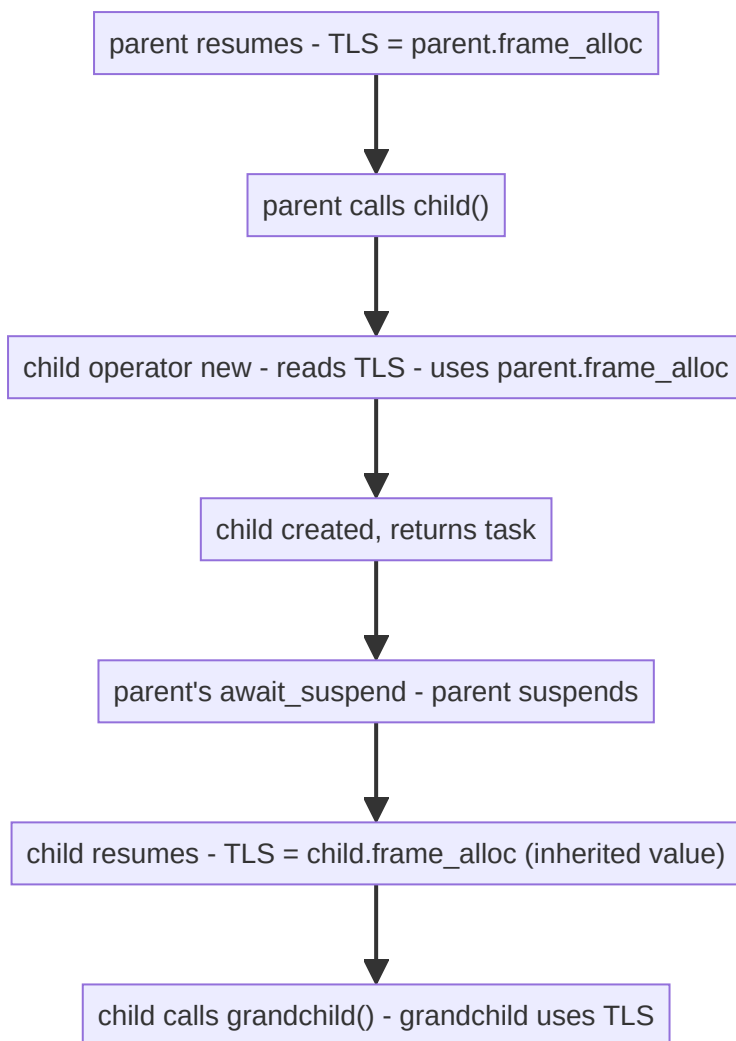 parent resumes - TLS = parent.frame_alloc
parent calls child()
child operator new - reads TLS - uses parent.frame_alloc
child created, returns task
parent's await_suspend - parent suspends
child resumes - TLS = child.frame_alloc (inherited value)
child calls grandchild() - grandchild uses TLS